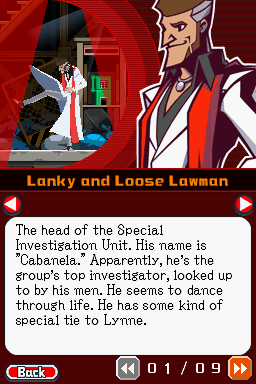 Lanky and Loose Lawman
The head of the Special
Investigation Unit. His name is
"Cabanela." Apparently, he's the
group's top investigator, looked up
to by his men. He seems to dance
through life. He has some kind of
special tie to Lynne.
Back
01/09